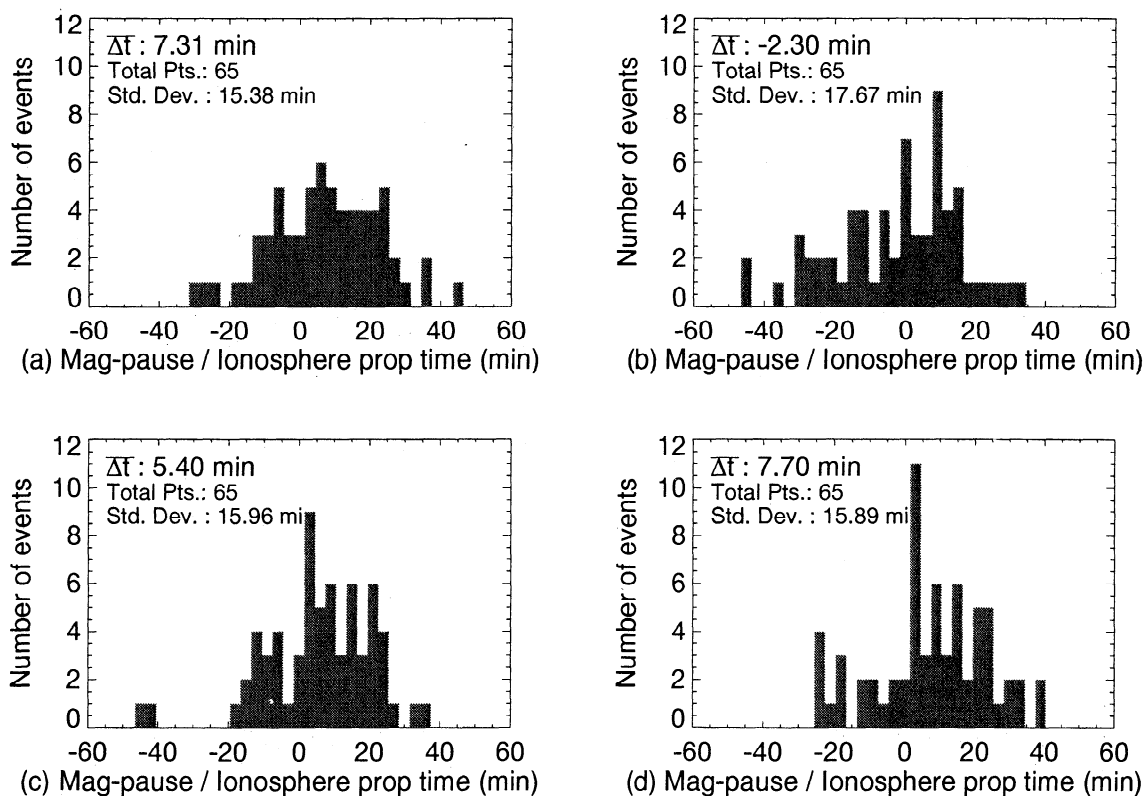 12
10
8
6
4
2
0
Number of events
Δt : 7.31 min
Total Pts.: 65
Std. Dev. : 15.38 min
-60 -40 -20 0 20 40 60
(a) Mag-pause / Ionosphere prop time (min)
12
10
8
6
4
2
0
Number of events
Δt : -2.30 min
Total Pts.: 65
Std. Dev. : 17.67 min
-60 -40 -20 0 20 40 60
(b) Mag-pause / Ionosphere prop time (min)
12
10
8
6
4
2
0
Number of events
Δt : 5.40 min
Total Pts.: 65
Std. Dev. : 15.96 mi
-60 -40 -20 0 20 40 60
(c) Mag-pause / Ionosphere prop time (min)
12
10
8
6
4
2
0
Number of events
Δt : 7.70 min
Total Pts.: 65
Std. Dev. : 15.89 mi
-60 -40 -20 0 20 40 60
(d) Mag-pause / Ionosphere prop time (min)